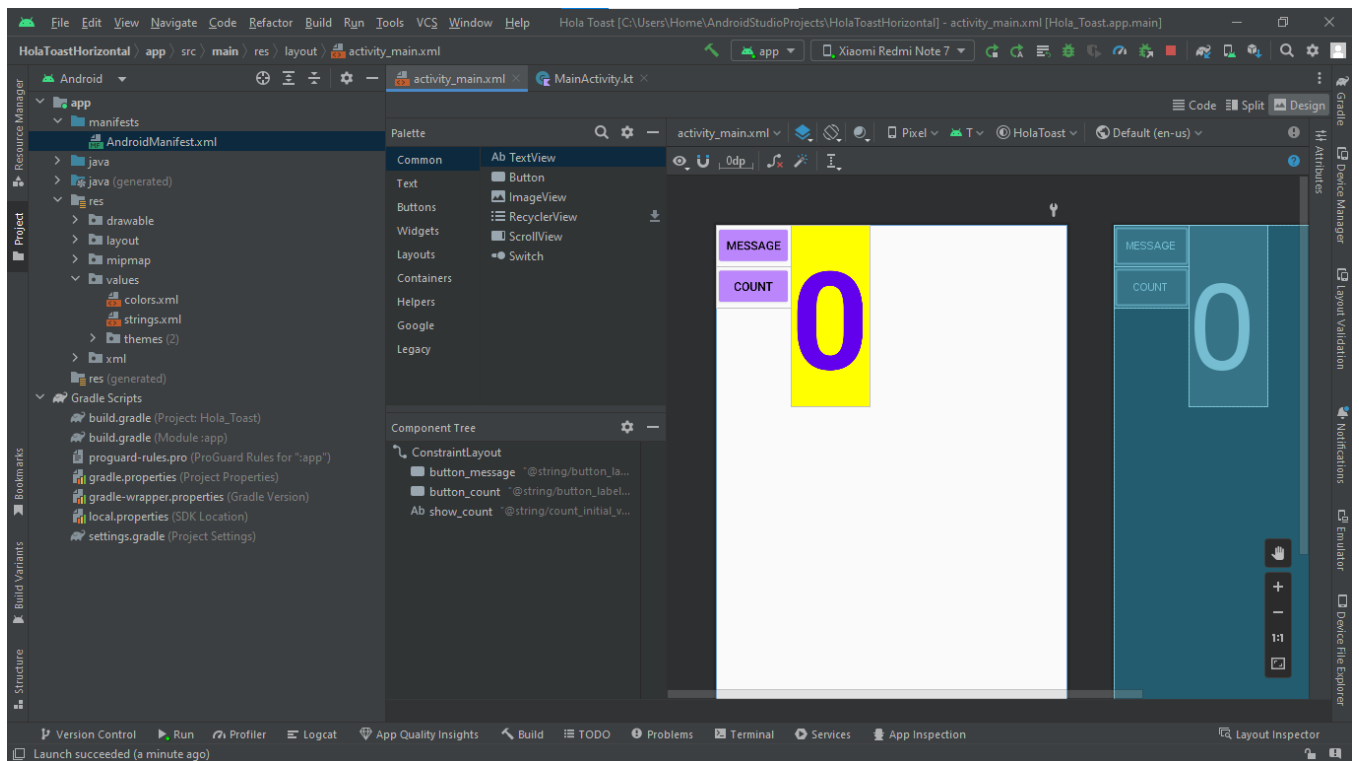 File Edit View Navigate Code Refactor Build Run Tools VCS Window Help Hola Toast [C:\Users\Home\AndroidStudioProjects\HolaToastHorizontal] - activity_main.xml [Hola_Toast.app.main]
HolaToastHorizontal app src main res layout activity_main.xml
app
Xiaomi Redmi Note 7
Resource Manager
Project
Bookmarks
Build Variants
Structure
Android
app
manifests
AndroidManifest.xml
java
java (generated)
res
drawable
layout
mipmap
values
colors.xml
strings.xml
themes (2)
xml
res (generated)
Gradle Scripts
build.gradle (Project: Hola_Toast)
build.gradle (Module :app)
proguard-rules.pro (ProGuard Rules for ":app")
gradle.properties (Project Properties)
gradle-wrapper.properties (Gradle Version)
local.properties (SDK Location)
settings.gradle (Project Settings)
activity_main.xml
MainActivity.kt
Code Split Design
Palette
Common
Text
Buttons
Widgets
Layouts
Containers
Helpers
Google
Legacy
Ab TextView
Button
ImageView
RecyclerView
ScrollView
Switch
Component Tree
ConstraintLayout
button_message "@string/button_la...
button_count "@string/button_label...
Ab show_count "@string/count_initial_v...
activity_main.xml Pixel T HolaToast Default (en-us)
0dp
MESSAGE
COUNT
0
MESSAGE
COUNT
0
1:1
Attributes
Gradle
Device Manager
Layout Validation
Notifications
Emulator
Device File Explorer
Version Control Run Profiler Logcat App Quality Insights Build TODO Problems Terminal Services App Inspection Layout Inspector
Launch succeeded (a minute ago)